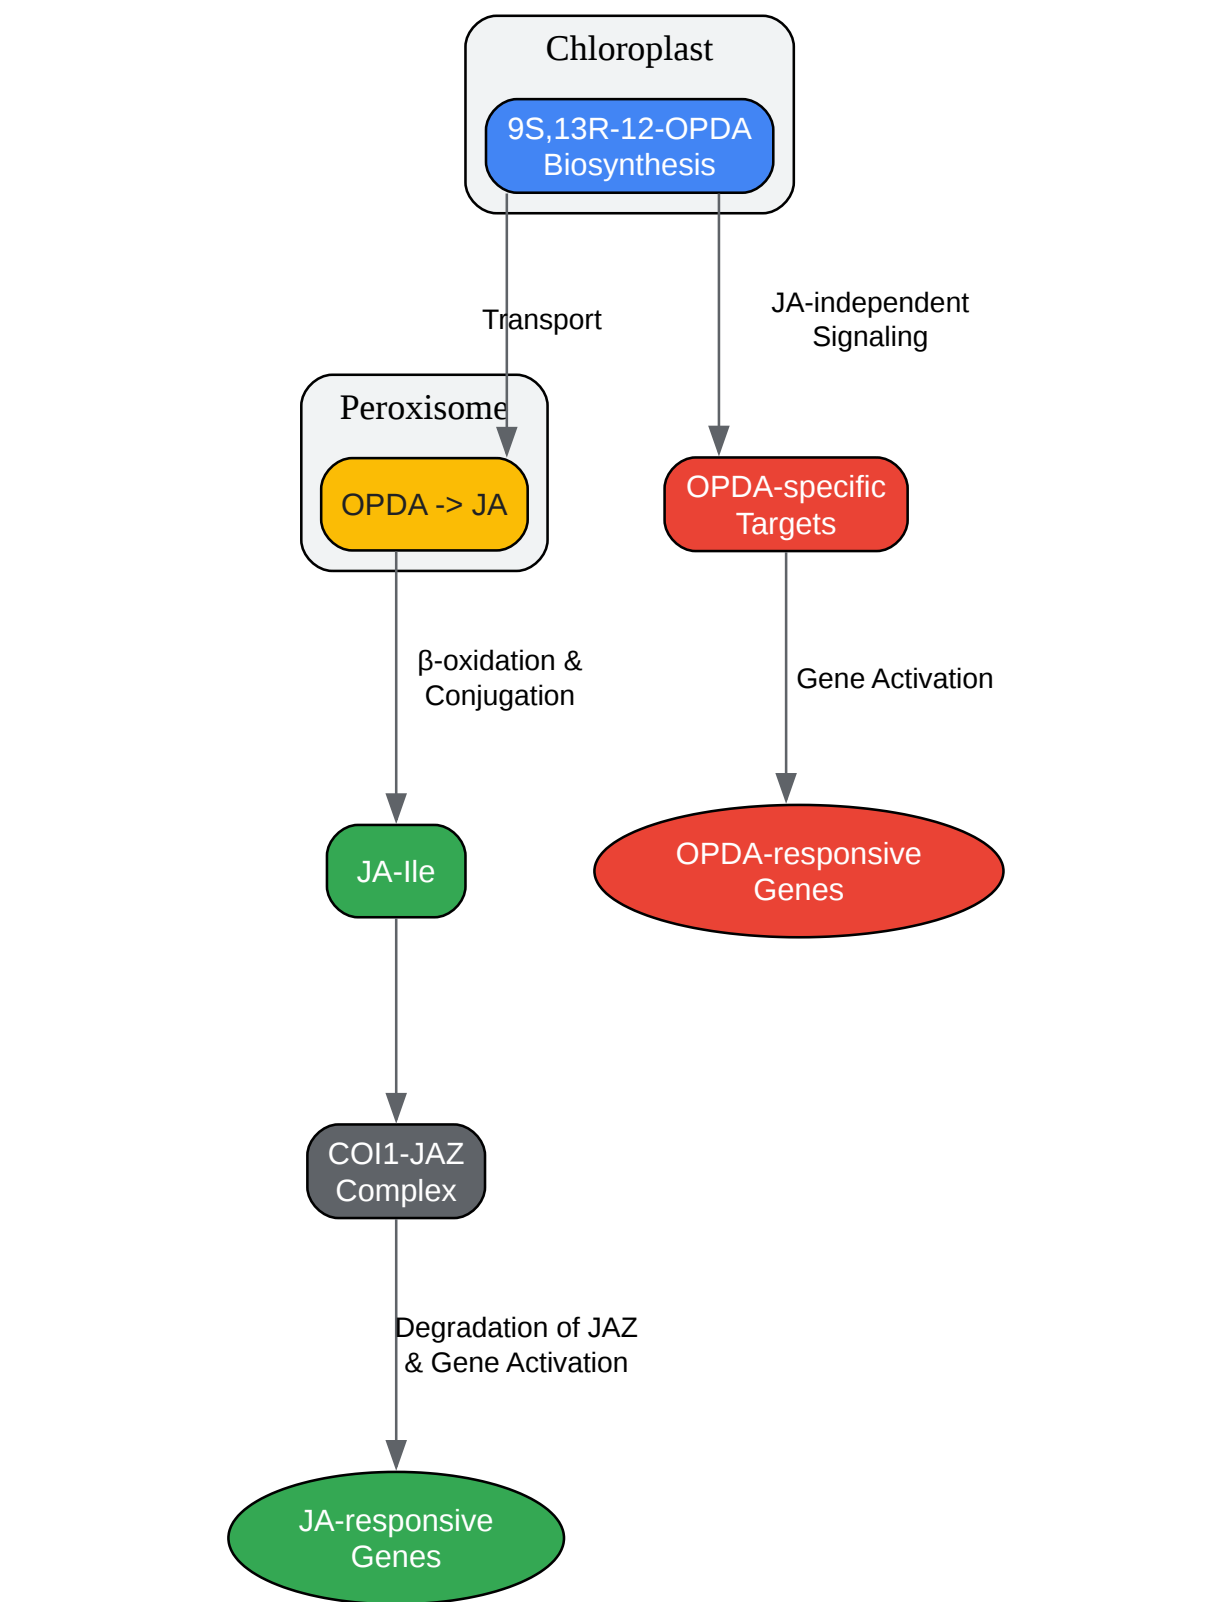 Chloroplast
9S,13R-12-OPDA
Biosynthesis
Transport
JA-independent
Signaling
Peroxisome
OPDA -> JA
OPDA-specific
Targets
β-oxidation &
Conjugation
Gene Activation
JA-Ile
OPDA-responsive
Genes
COI1-JAZ
Complex
Degradation of JAZ
& Gene Activation
JA-responsive
Genes